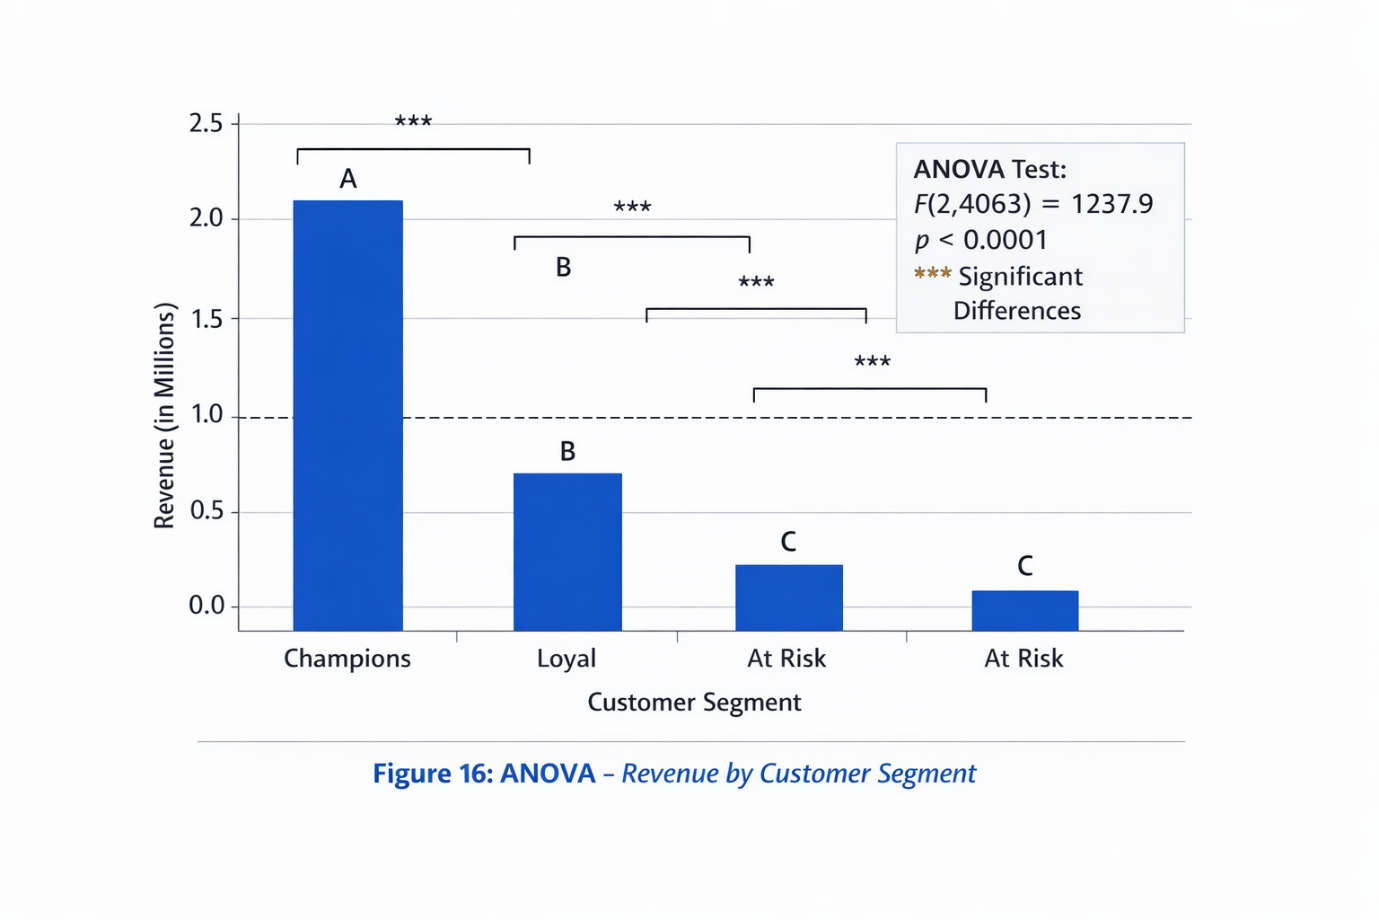 2.5
***
A
2.0
***
B
***
1.5
***
1.0
B
0.5
C
C
0.0
Revenue (in Millions)
ANOVA Test:
F(2,4063) = 1237.9
p < 0.0001
*** Significant
Differences
Champions Loyal At Risk At Risk
Customer Segment
Figure 16: ANOVA – Revenue by Customer Segment